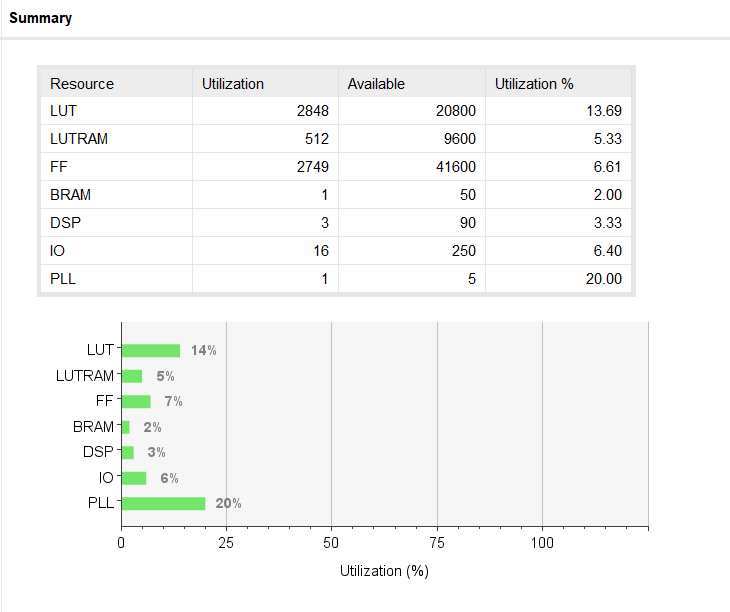 Summary
Resource Utilization Available Utilization %
LUT 2848 20800 13.69
LUTRAM 512 9600 5.33
FF 2749 41600 6.61
BRAM 1 50 2.00
DSP 3 90 3.33
IO 16 250 6.40
PLL 1 5 20.00
LUT 14%
LUTRAM 5%
FF 7%
BRAM 2%
DSP 3%
IO 6%
PLL 20%
0 25 50 75 100
Utilization (%)